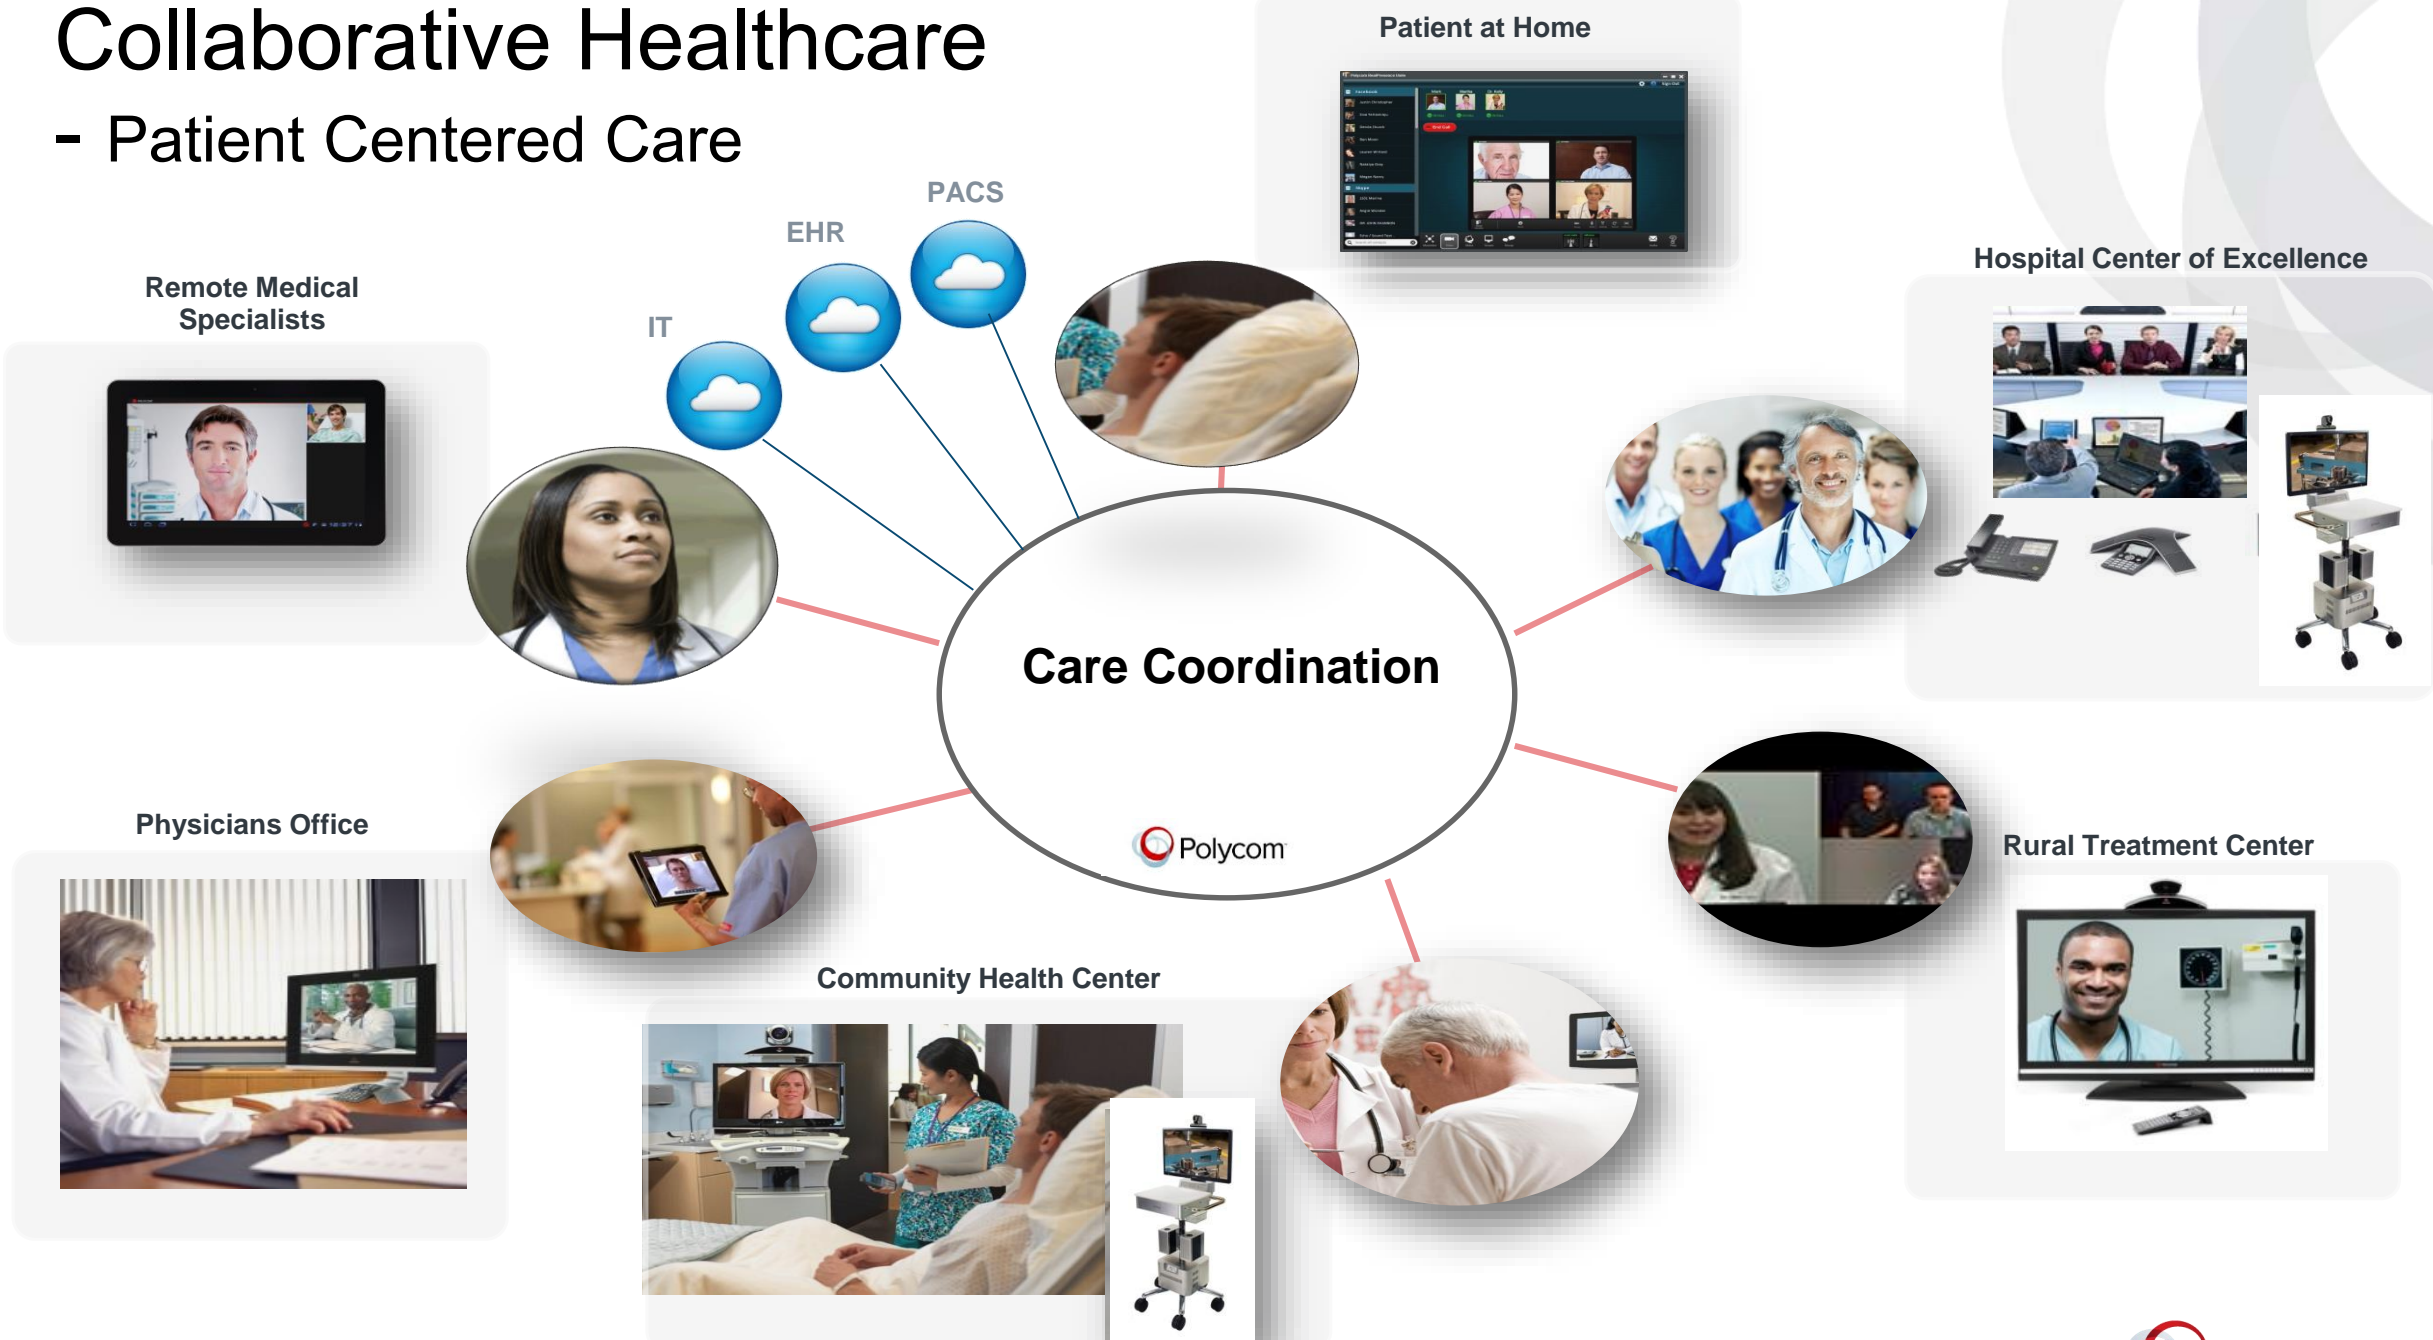 Collaborative Healthcare
- Patient Centered Care
Patient at Home
PACS
EHR
IT
Remote Medical
Specialists
Hospital Center of Excellence
Care Coordination
Polycom
Physicians Office
Rural Treatment Center
Community Health Center